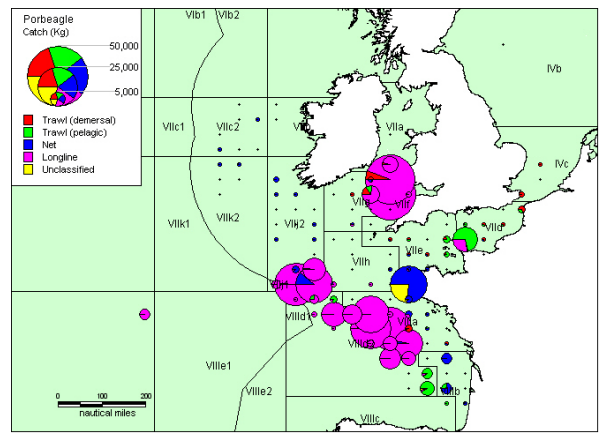 Porbeagle
Catch (Kg)
50,000
25,000
5,000
Trawl (demersal)
Trawl (pelagic)
Net
Longline
Unclassified
VIb1
VIb2
IVb
VIIc1
VIIc2
VIIa
IVc
VIIk1
VIIk2
VIIj2
VIIg
VIIf
VIId
VIIe
VIIh
VIIId1
VIIIa
VIIId2
VIIIe1
VIIIe2
VIIIb
VIIIc
0
100
200
nautical miles